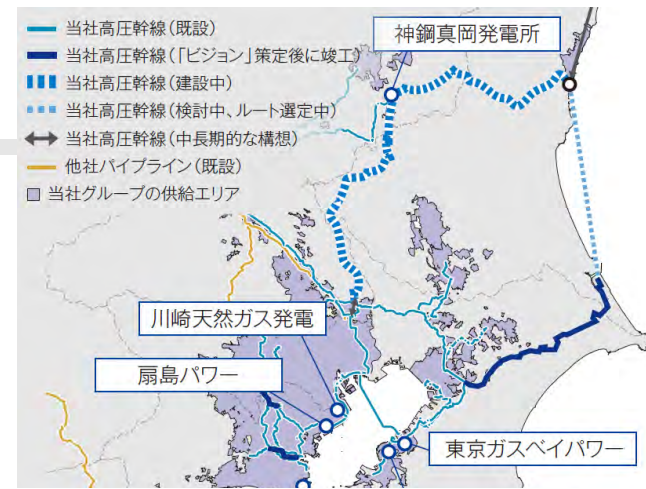 当社高圧幹線（既設）
当社高圧幹線（「ビジョン」策定後に竣工）
当社高圧幹線（建設中）
当社高圧幹線（検討中、ルート選定中）
当社高圧幹線（中長期的な構想）
他社パイプライン（既設）
当社グループの供給エリア
神鋼真岡発電所
川崎天然ガス発電
扇島パワー
東京ガスベイパワー